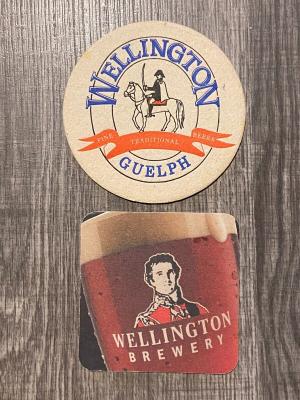 WELLINGTON
FINE TRADITIONAL BEERS
GUELPH
WELLINGTON
BREWERY